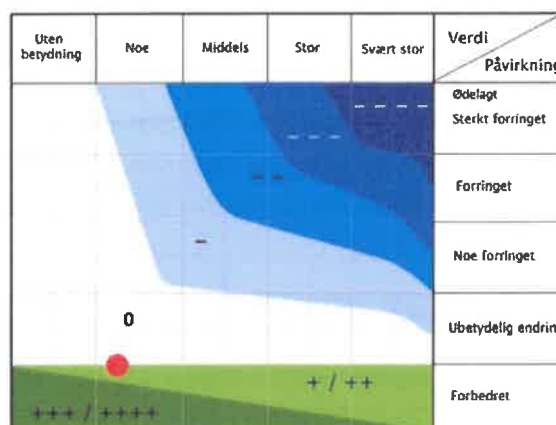 Uten
betydning
Noe
Middels
Stor
Svært stor
Verdi
Påvirkning
Ødelagt
Sterkt forringet
- - - -
- - -
Forringet
- -
-
Noe forringet
0
Ubetydelig endrin
+ / ++
Forbedret
+++ / ++++